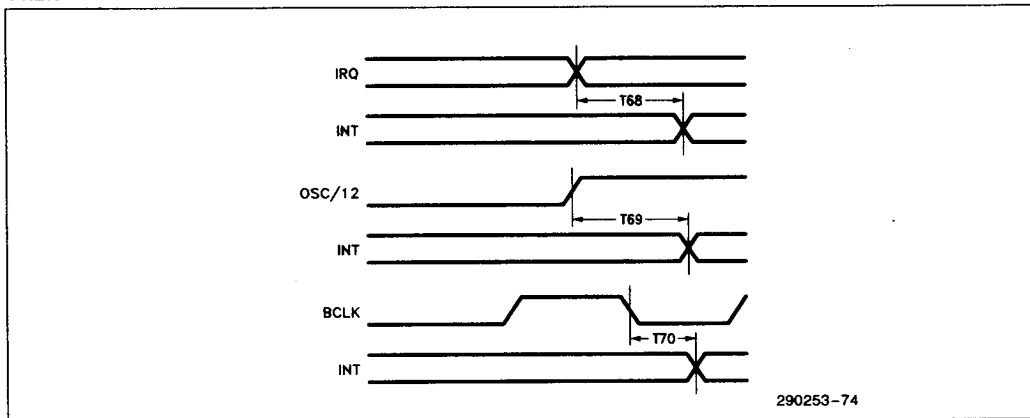 IRQ
T68
INT
OSC/12
T69
INT
BCLK
T70
INT
290253-74